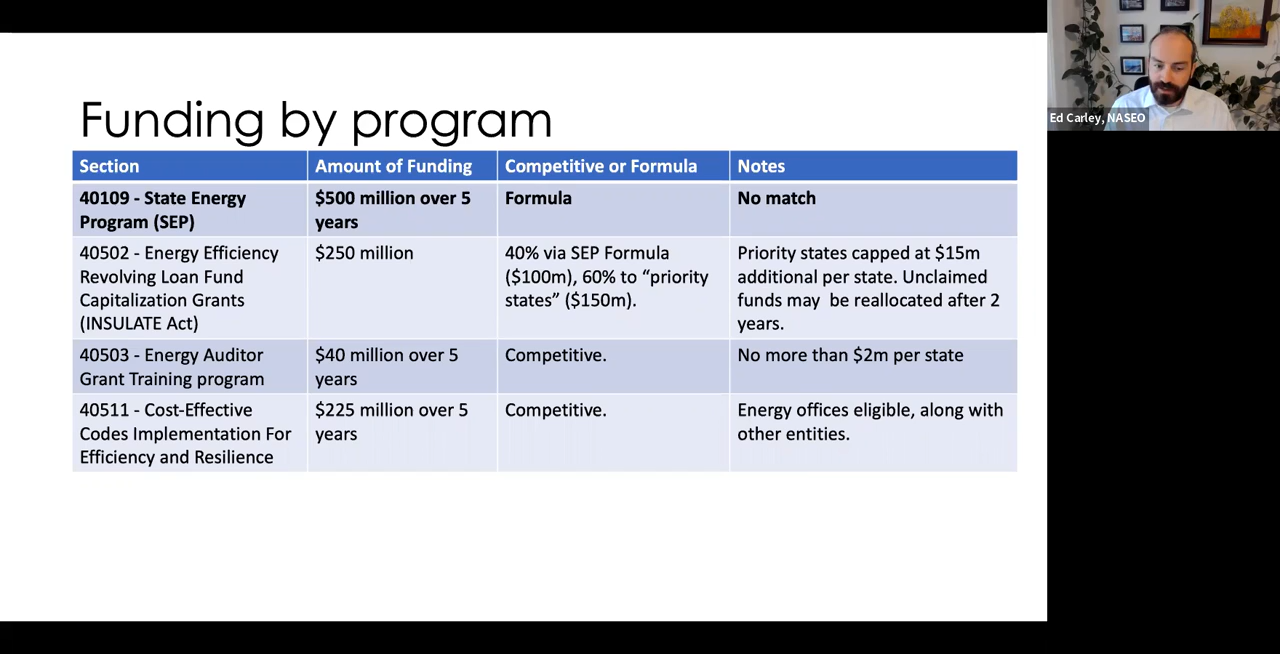 Funding by program
Section
Amount of Funding
Competitive or Formula
Notes
40109 - State Energy
Program (SEP)
$500 million over 5
years
Formula
No match
40502 - Energy Efficiency
Revolving Loan Fund
Capitalization Grants
(INSULATE Act)
$250 million
40% via SEP Formula
($100m), 60% to “priority
states” ($150m).
Priority states capped at $15m
additional per state. Unclaimed
funds may  be reallocated after 2
years.
40503 - Energy Auditor
Grant Training program
$40 million over 5
years
Competitive.
No more than $2m per state
40511 - Cost-Effective
Codes Implementation For
Efficiency and Resilience
$225 million over 5
years
Competitive.
Energy offices eligible, along with
other entities.
Ed Carley, NASEO